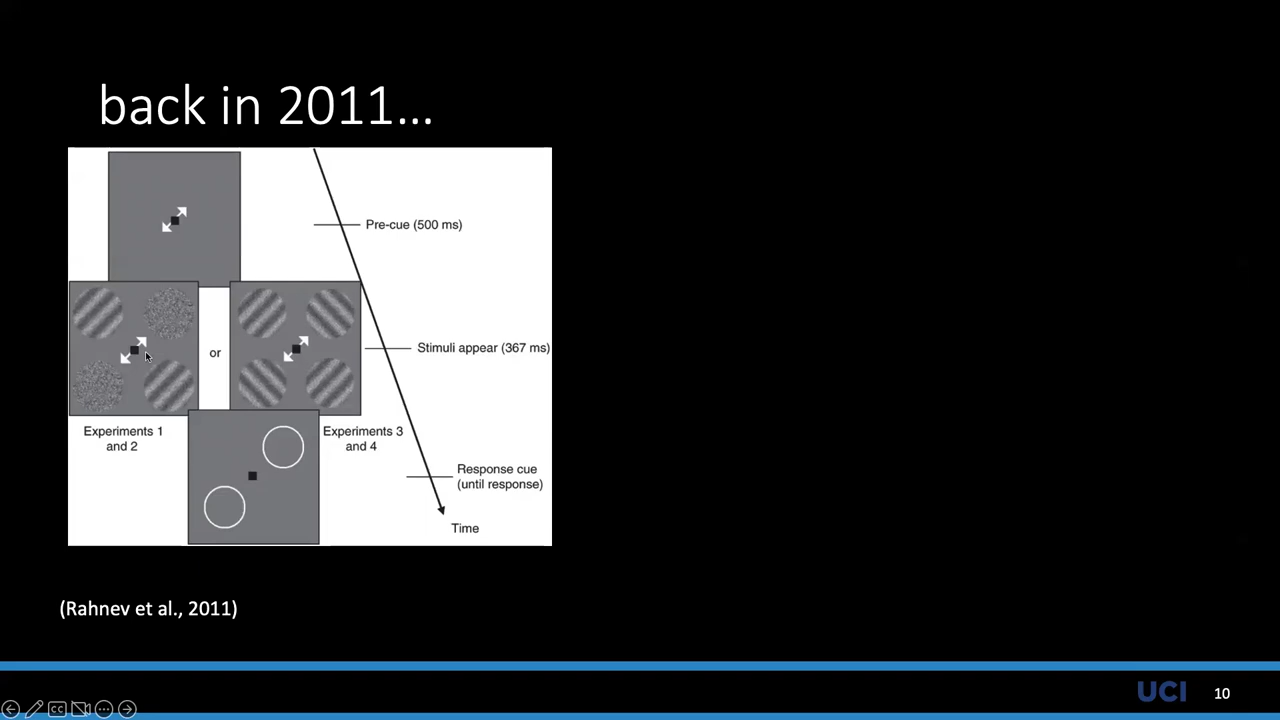 back in 2011...
Pre-cue (500 ms)
or
Stimuli appear (367 ms)
Experiments 1
and 2
Experiments 3
and 4
Response cue
(until response)
Time
(Rahnev et al., 2011)
UCI
10
CC